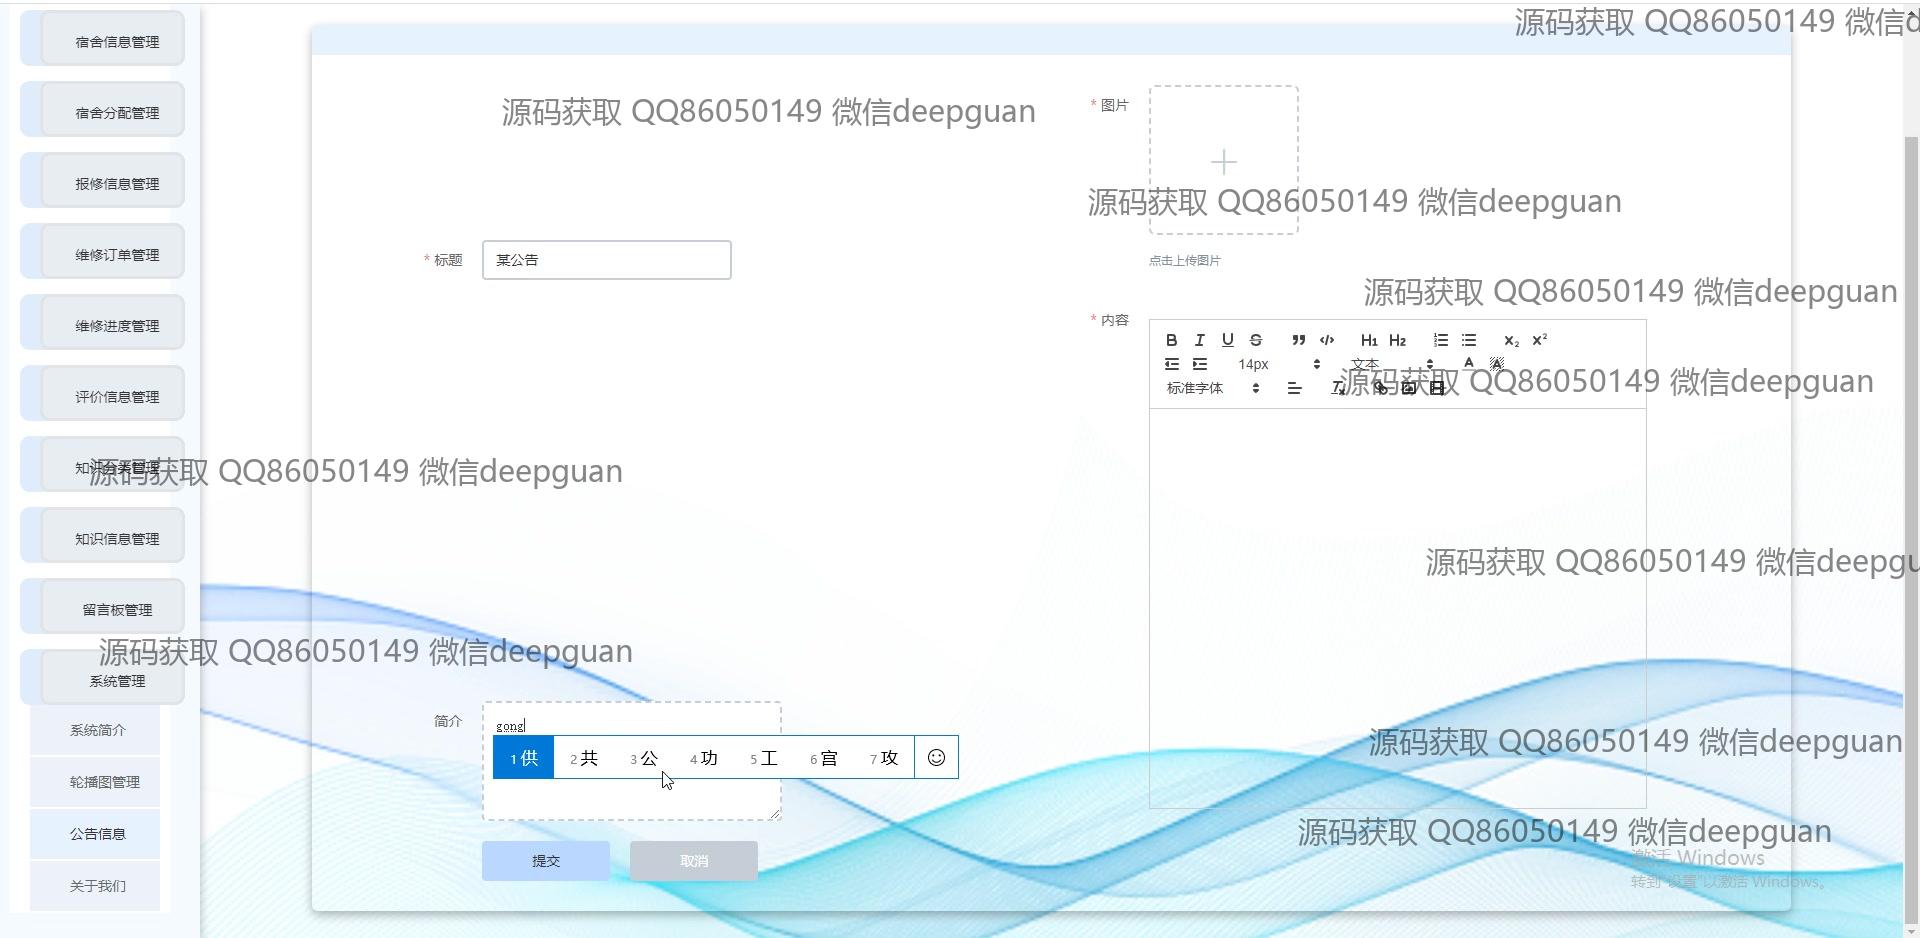 宿舍信息管理
宿舍分配管理
报修信息管理
维修订单管理
维修进度管理
评价信息管理
知识分类管理
知识信息管理
留言板管理
系统管理
系统简介
轮播图管理
公告信息
关于我们
源码获取 QQ86050149 微信d
源码获取 QQ86050149 微信deepguan
* 图片
源码获取 QQ86050149 微信deepguan
* 标题
某公告
点击上传图片
源码获取 QQ86050149 微信deepguan
* 内容
B I U S H1 H2 X2 X2
14px 文本 A A
标准字体
源码获取 QQ86050149 微信deepguan
源码获取 QQ86050149 微信deepguan
源码获取 QQ86050149 微信deepgu
源码获取 QQ86050149 微信deepguan
简介
gong
1 供 2 共 3 公 4 功 5 工 6 宫 7 攻
源码获取 QQ86050149 微信deepguan
源码获取 QQ86050149 微信deepguan
提交
取消
激活 Windows
转到"设置"以激活 Windows。